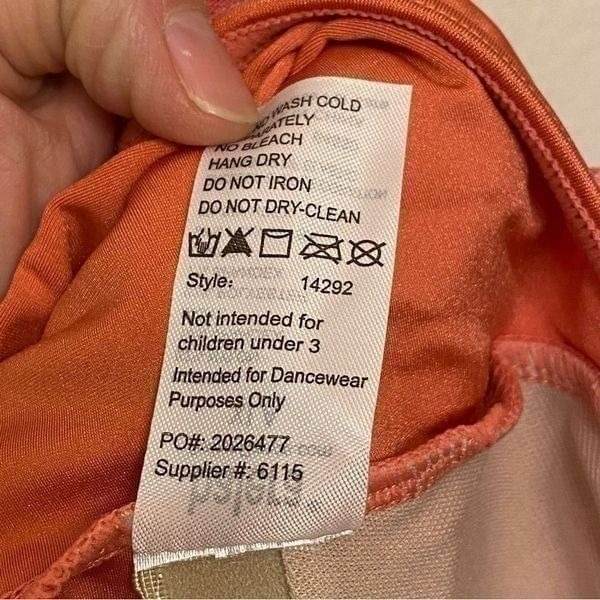 WASH COLD
NO BLEACH
HANG DRY
DO NOT IRON
DO NOT DRY-CLEAN
Style: 14292
Not intended for
children under 3
Intended for Dancewear
Purposes Only
PO#: 2026477
Supplier #: 6115